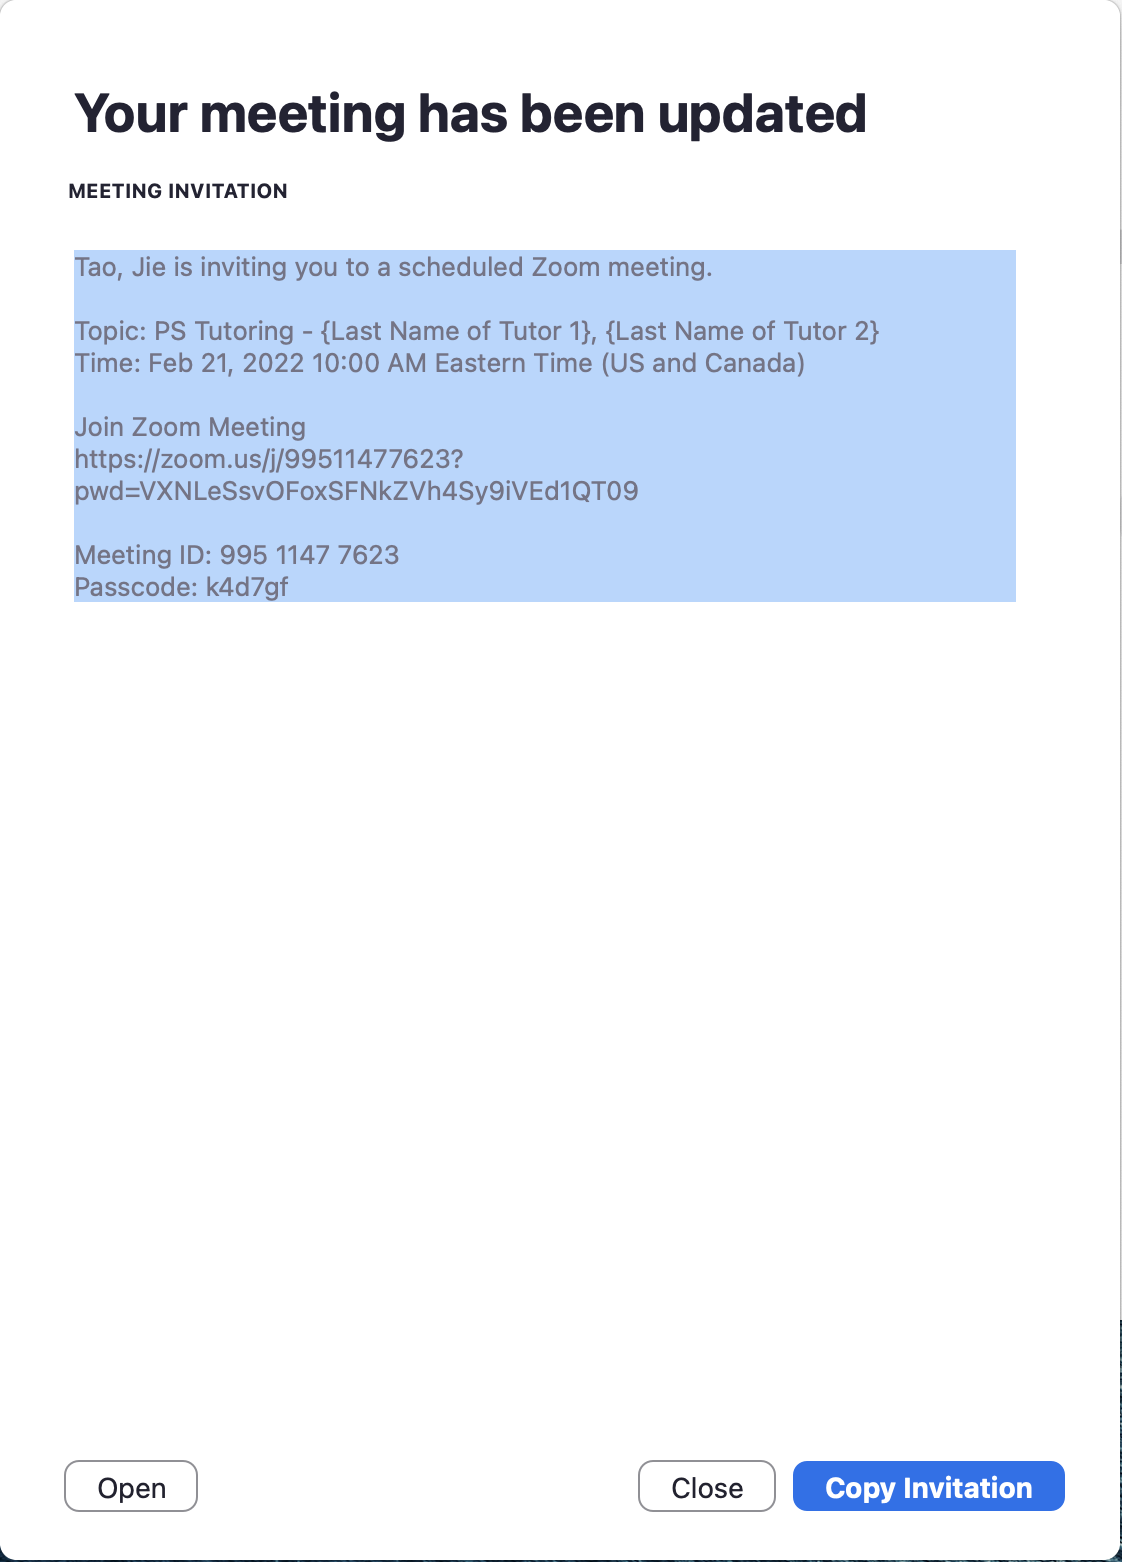 Your meeting has been updated
MEETING INVITATION
Tao, Jie is inviting you to a scheduled Zoom meeting.
Topic: PS Tutoring - {Last Name of Tutor 1}, {Last Name of Tutor 2}
Time: Feb 21, 2022 10:00 AM Eastern Time (US and Canada)
Join Zoom Meeting
https://zoom.us/j/99511477623?
pwd=VXNLeSsvOFoxSFNkZVh4Sy9iVEd1QT09
Meeting ID: 995 1147 7623
Passcode: k4d7gf
Open
Close
Copy Invitation